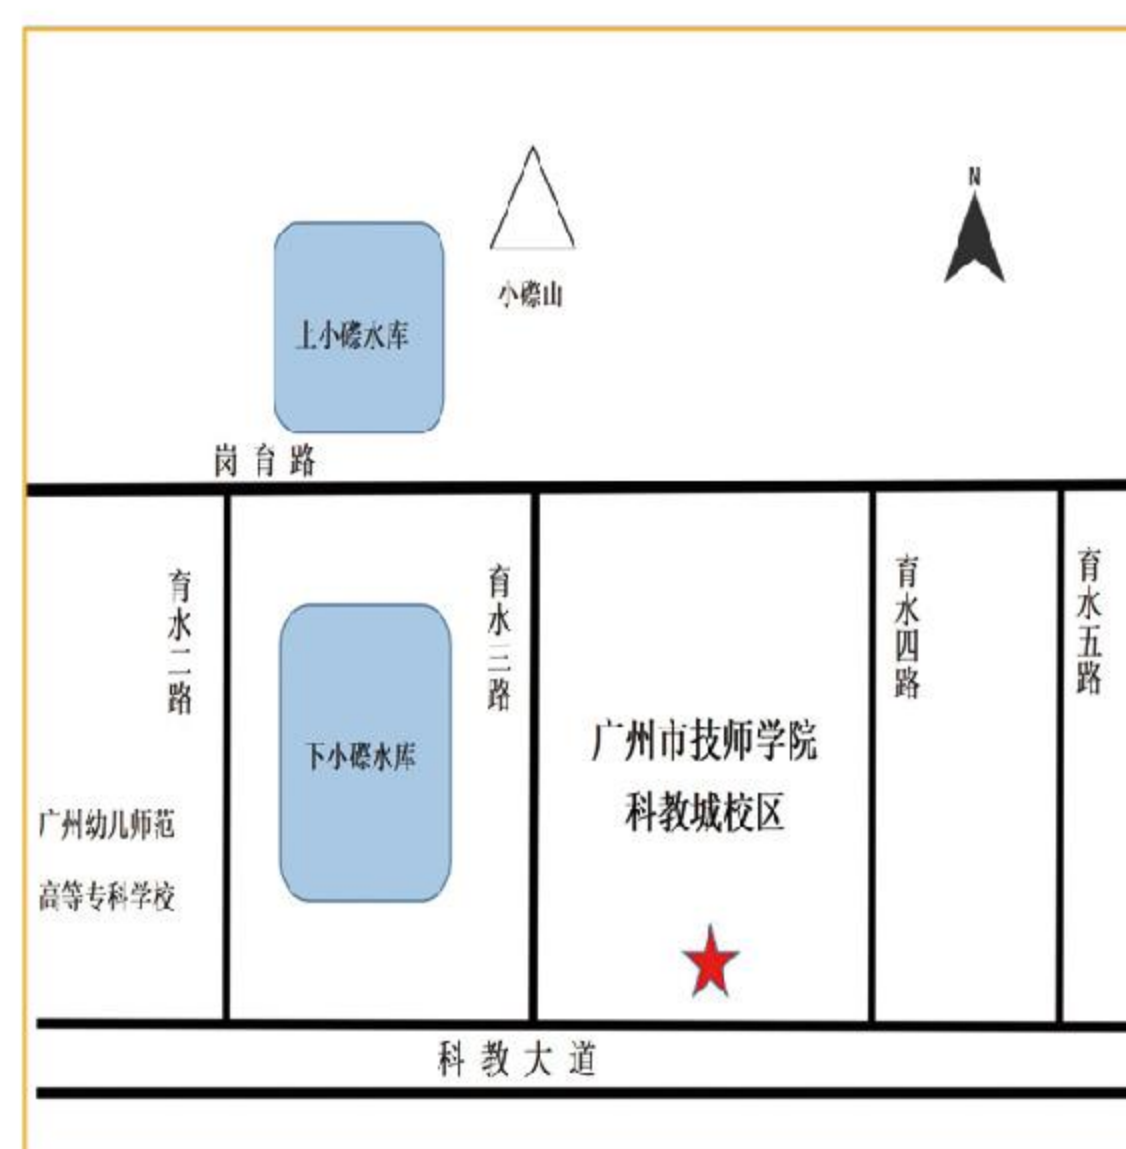 N
小磜山
上小磜水库
岗育路
育水二路
育水三路
育水四路
育水五路
广州市技师学院
科教城校区
下小磜水库
广州幼儿师范
高等专科学校
科教大道